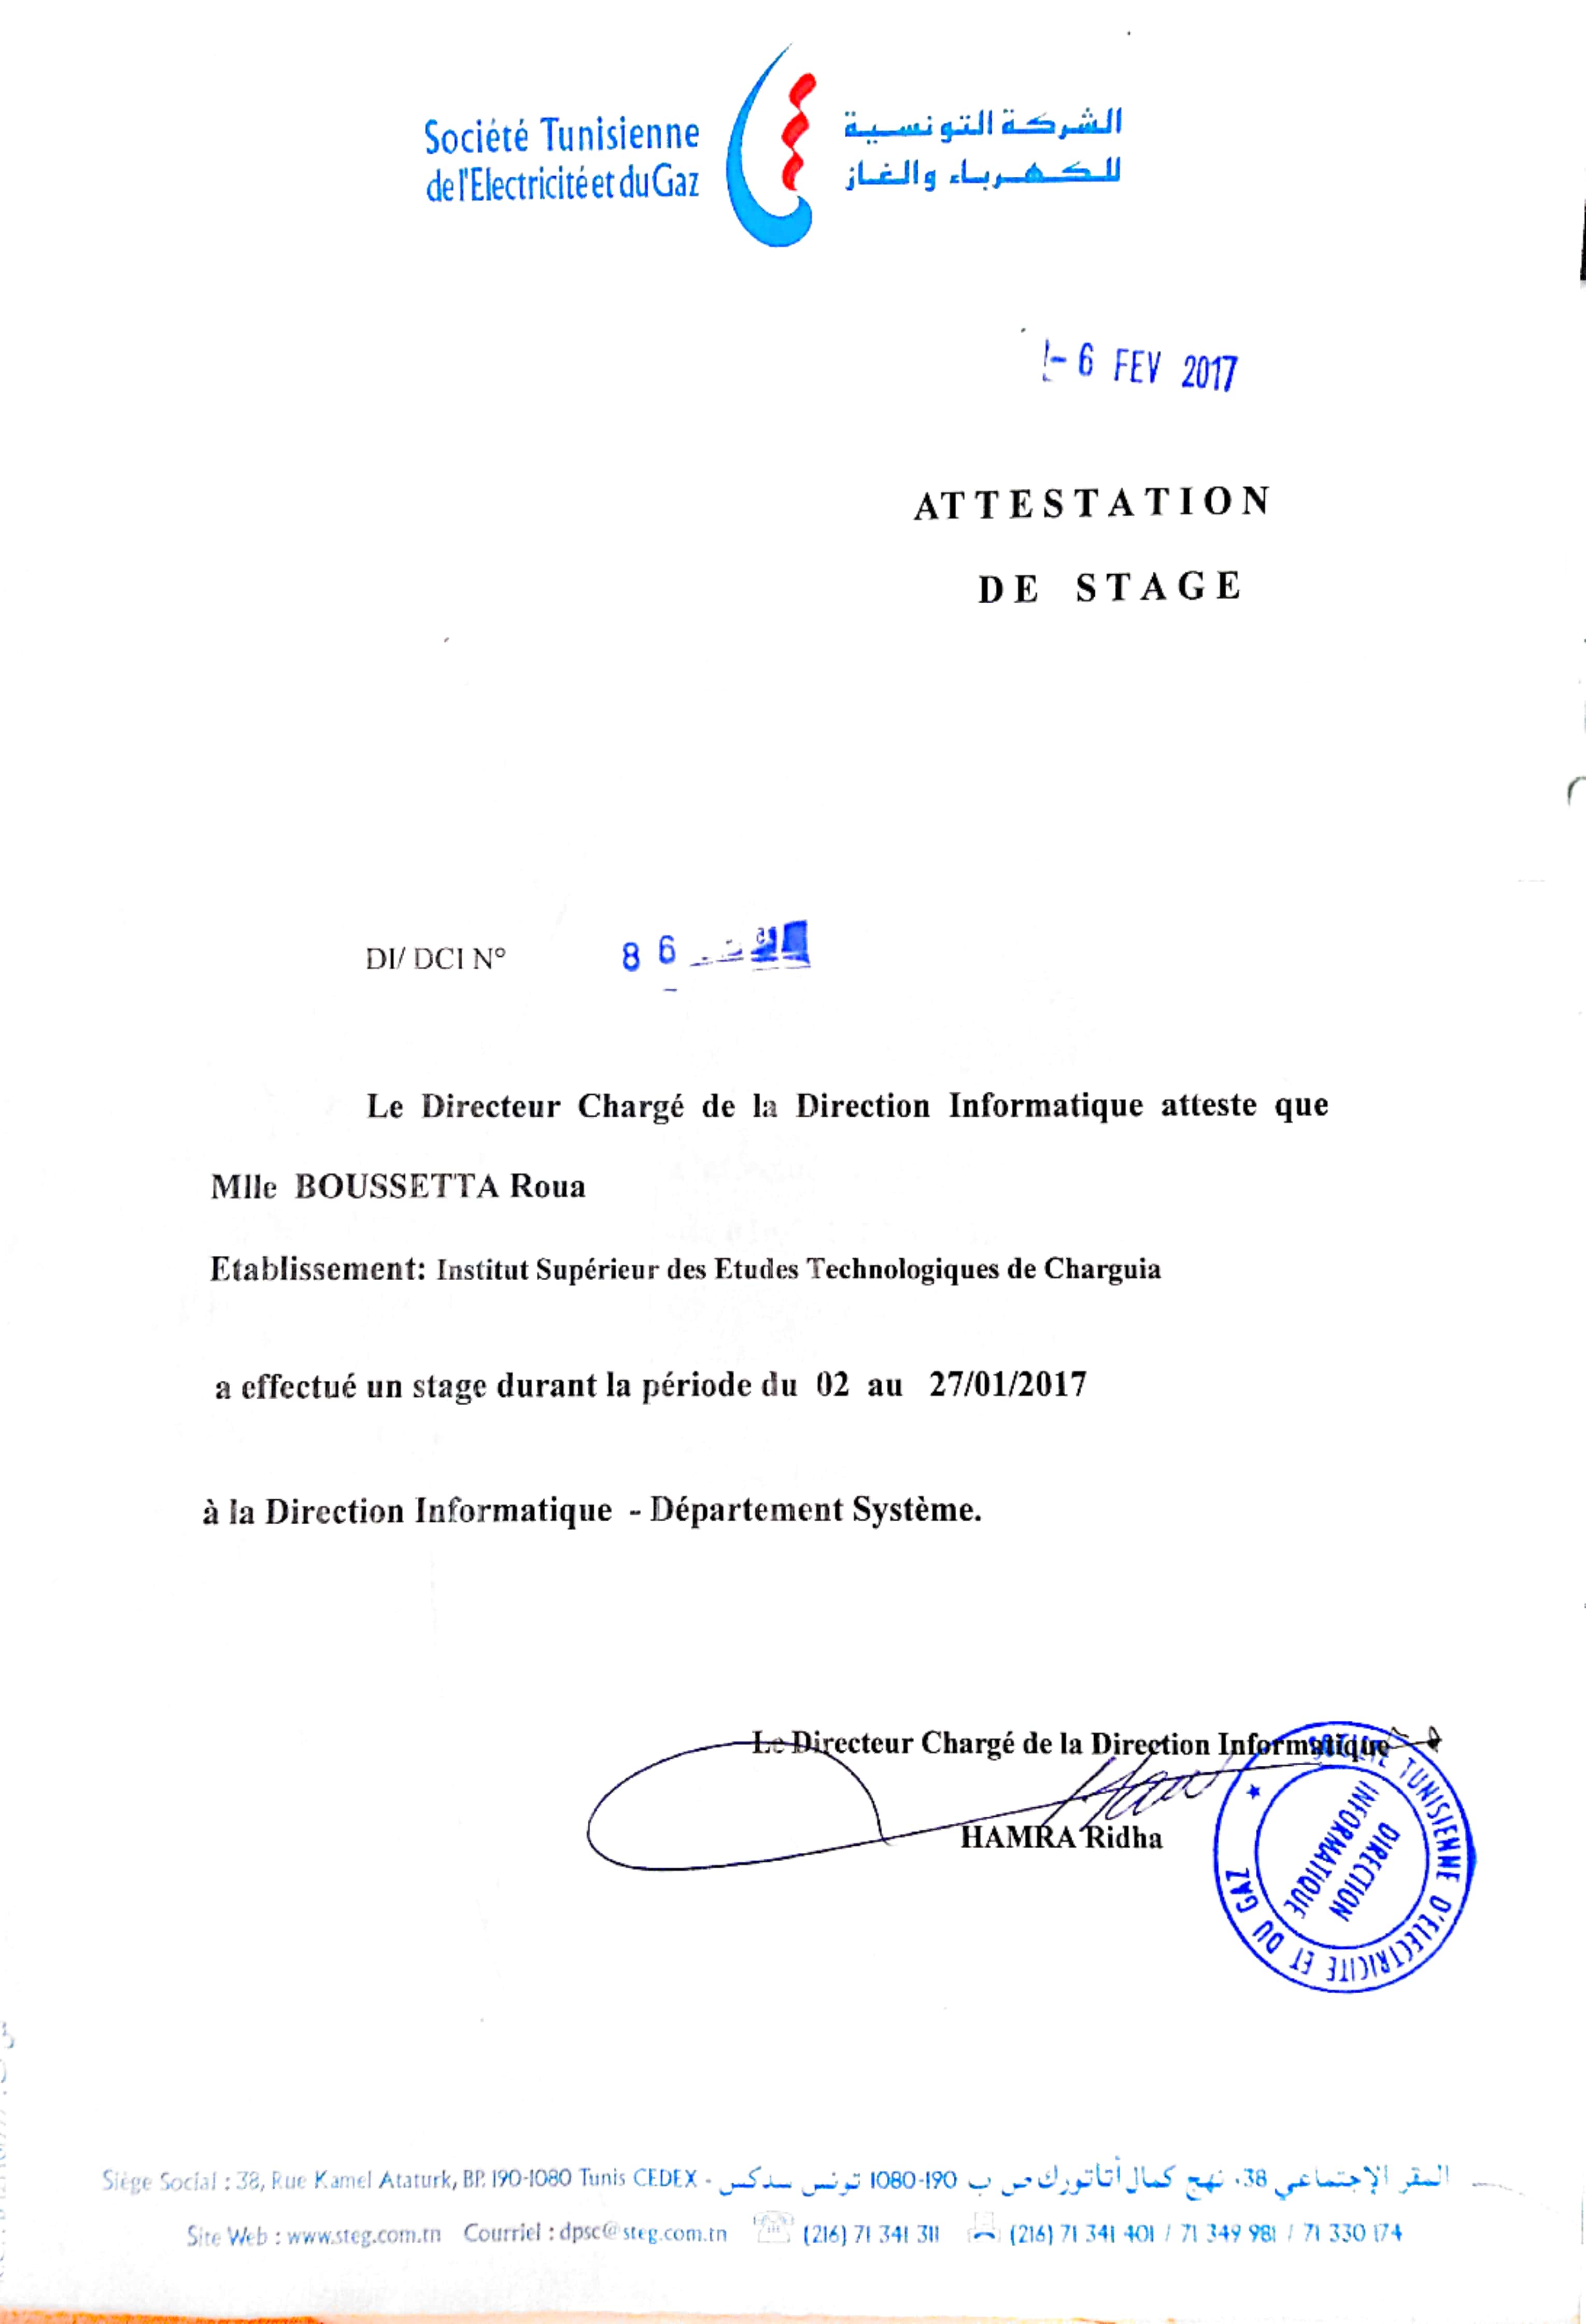 Société Tunisienne
de l'Electricité et du Gaz
الشركة التونسية
للكهرباء والغاز
- 6 FEV 2017
ATTESTATION
DE STAGE
DI/ DCI N° 86
Le Directeur Chargé de la Direction Informatique atteste que
Mlle BOUSSETTA Roua
Etablissement: Institut Supérieur des Etudes Technologiques de Charguia
a effectué un stage durant la période du 02 au 27/01/2017
à la Direction Informatique - Département Système.
Le Directeur Chargé de la Direction Informatique
HAMRA Ridha
SOCIETE TUNISIENNE D'ELECTRICITE ET DU GAZ
DIRECTION
INFORMATIQUE
Siège Social : 38, Rue Kamel Ataturk, BP. 190-1080 Tunis CEDEX - المقر الإجتماعي 38، نهج كمال أتاتورك ص ب 190-1080 تونس سدكس
Site Web : www.steg.com.tn Courriel : dpsc@steg.com.tn (216) 71 341 311 (216) 71 341 401 / 71 349 981 / 71 330 174